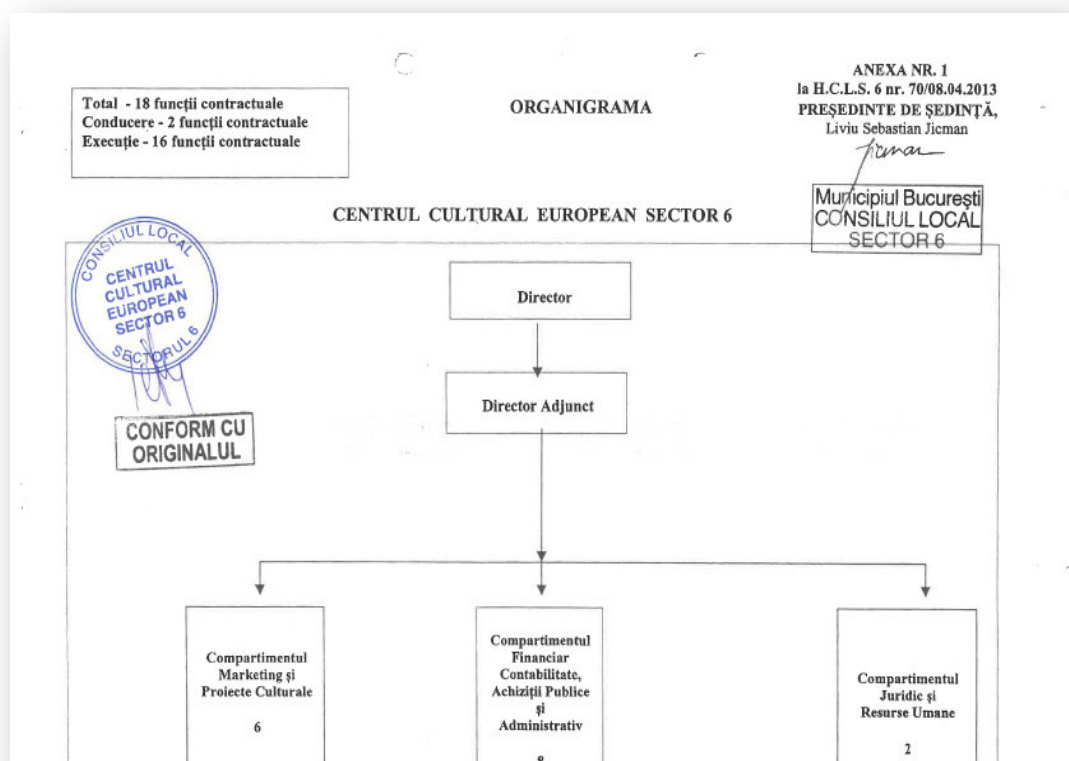 Total - 18 funcții contractuale
Conducere - 2 funcții contractuale
Execuție - 16 funcții contractuale
ORGANIGRAMA
ANEXA NR. 1
la H.C.L.S. 6 nr. 70/08.04.2013
PREȘEDINTE DE ȘEDINȚĂ,
Liviu Sebastian Jicman
Jicman
Municipiul București
CONSILIUL LOCAL
SECTOR 6
CENTRUL CULTURAL EUROPEAN SECTOR 6
CONSILIUL LOCAL
CENTRUL
CULTURAL
EUROPEAN
SECTOR 6
SECTORUL 6
CONFORM CU
ORIGINALUL
Director
Director Adjunct
Compartimentul
Marketing și
Proiecte Culturale
6
Compartimentul
Financiar
Contabilitate,
Achiziții Publice
și
Administrativ
Compartimentul
Juridic și
Resurse Umane
2